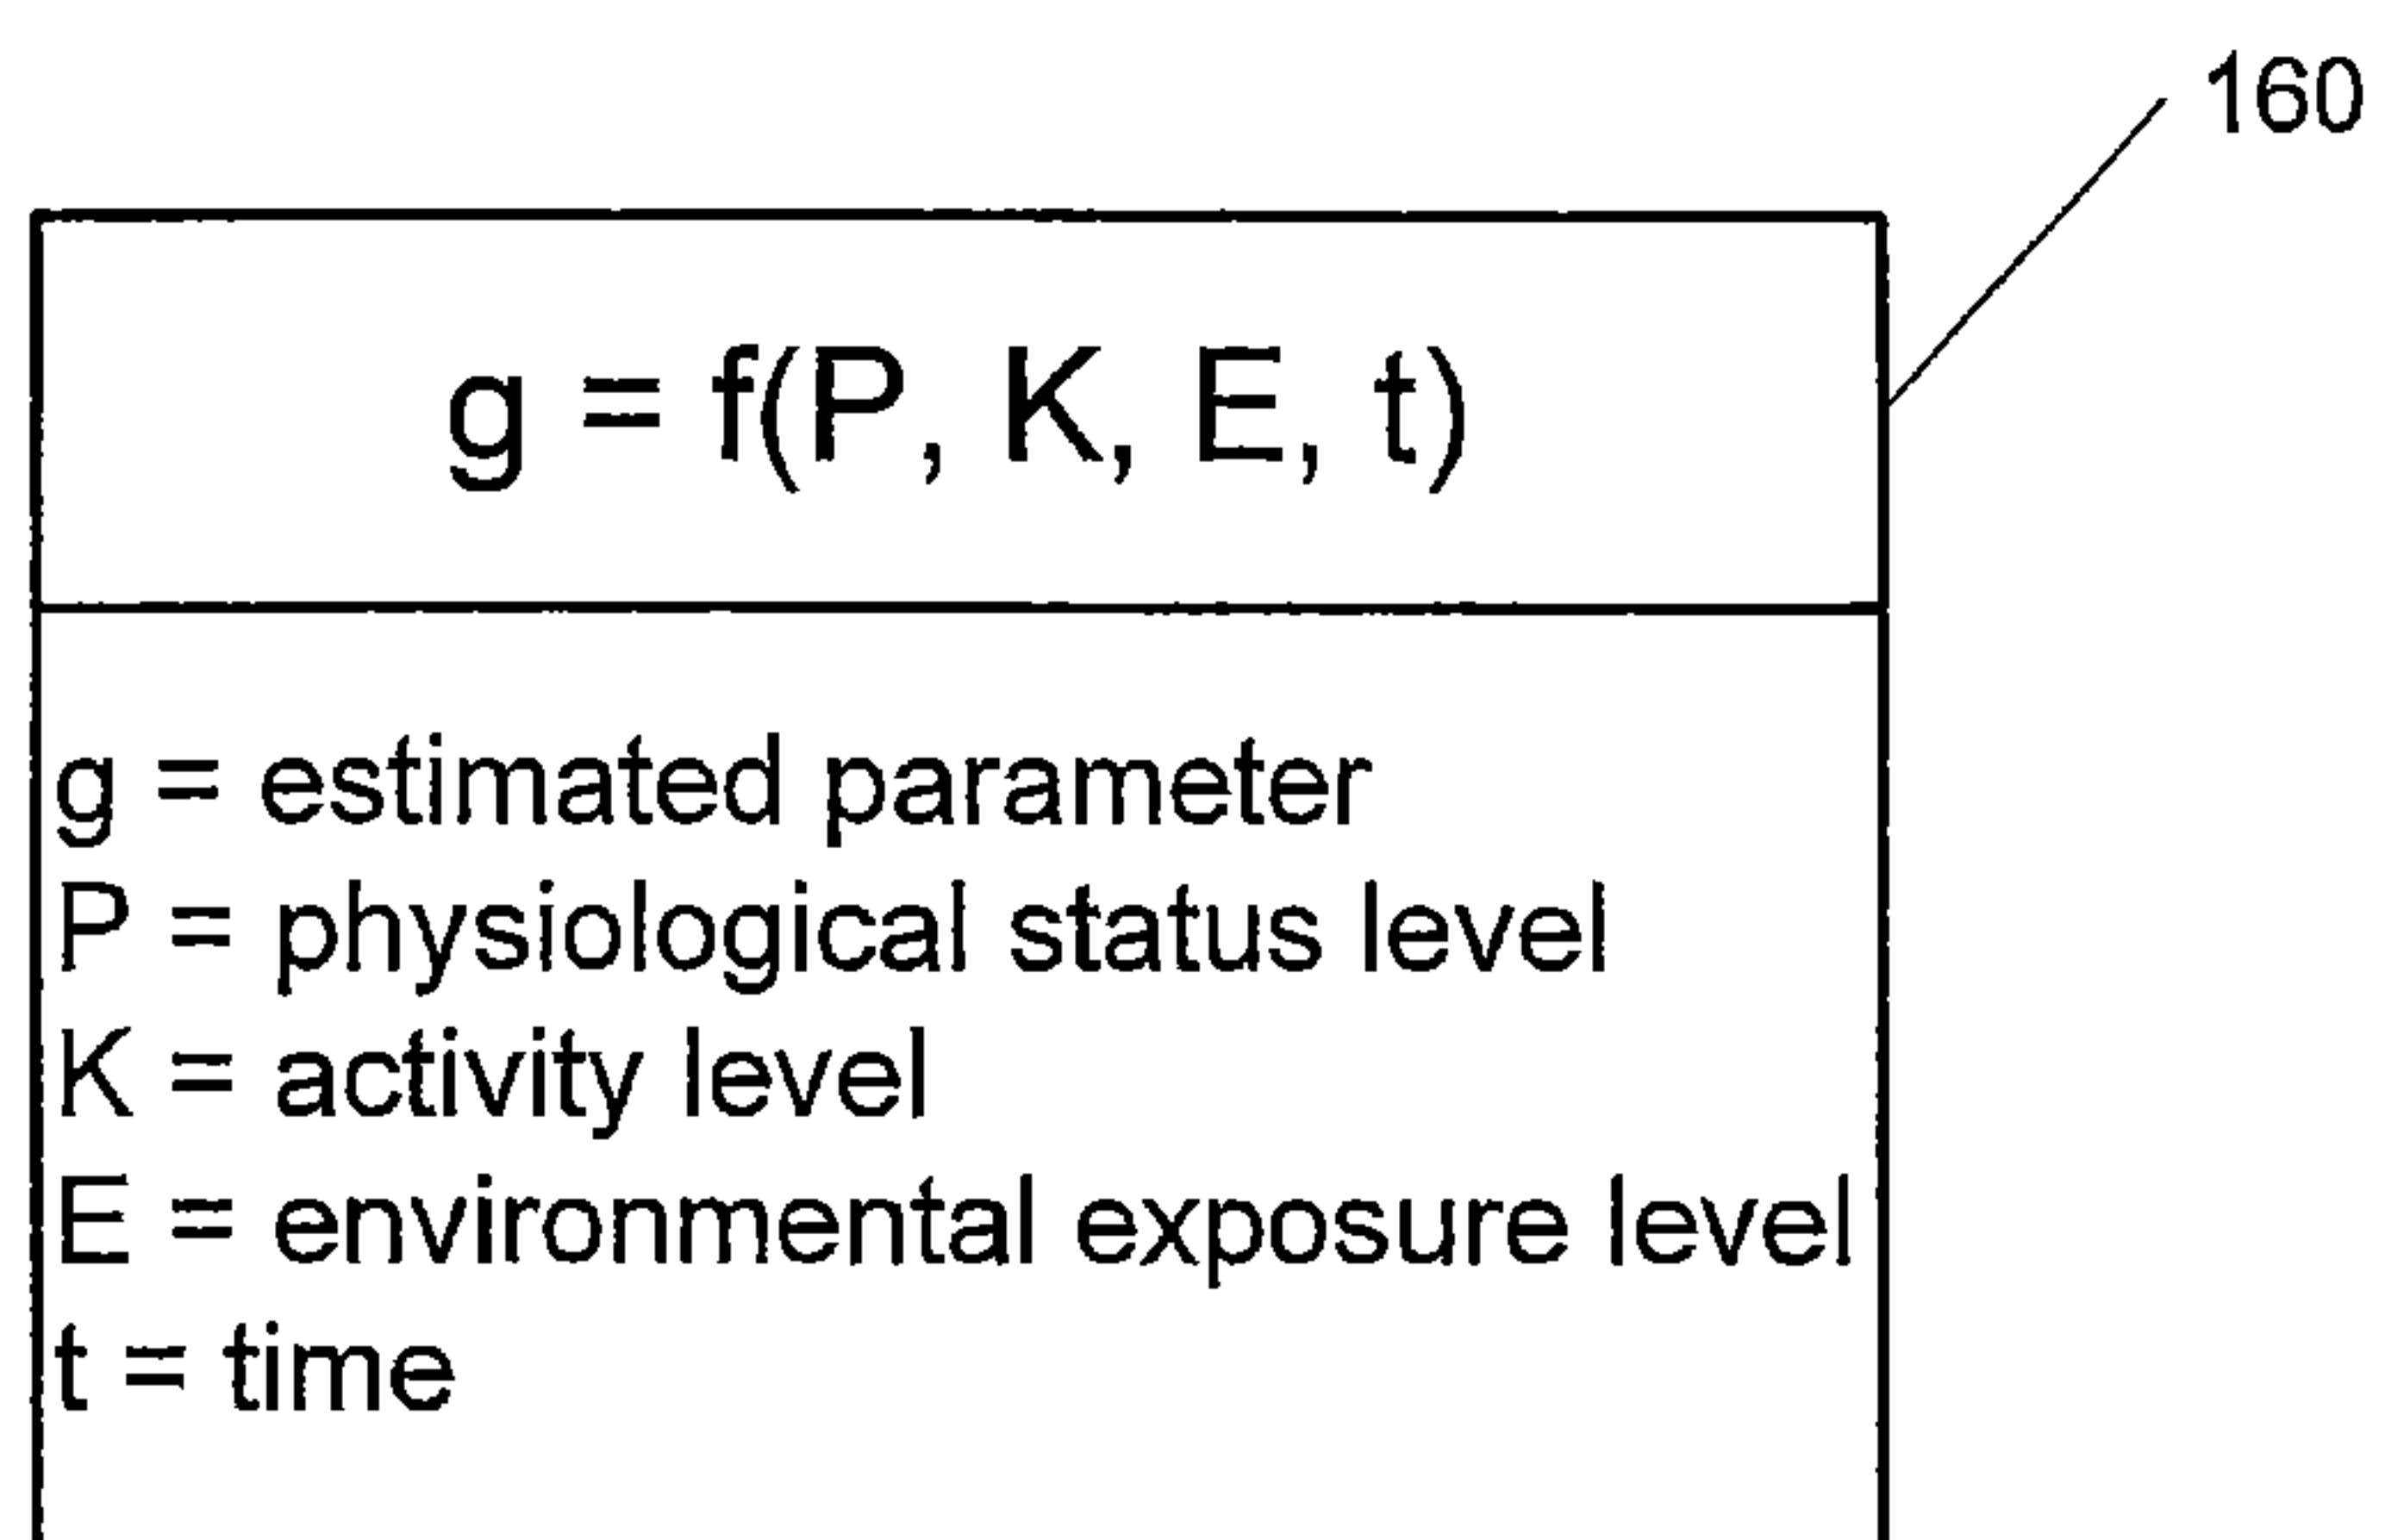 160
g = f(P, K, E, t)
g = estimated parameter
P = physiological status level
K = activity level
E = environmental exposure level
t = time